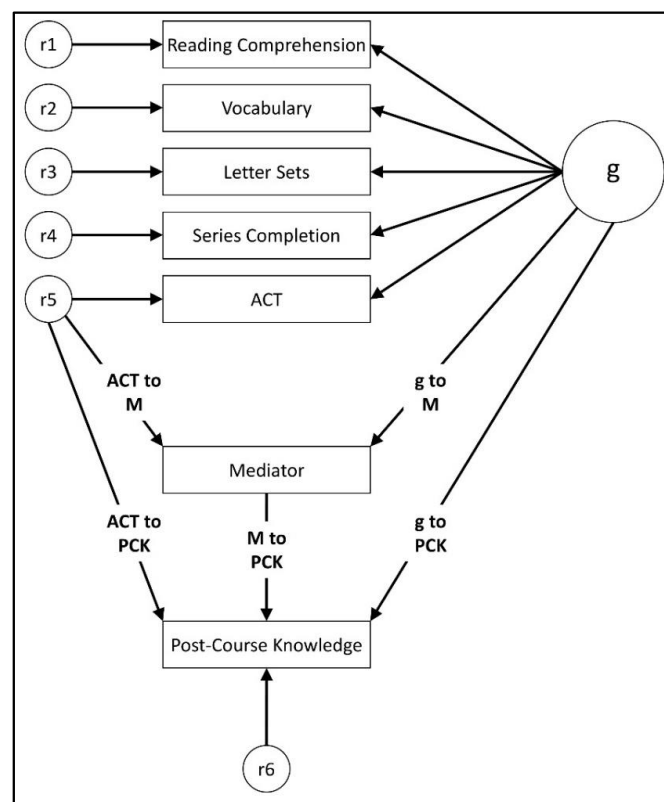 r1
Reading Comprehension
r2
Vocabulary
g
r3
Letter Sets
r4
Series Completion
r5
ACT
ACT to
M
g to
M
Mediator
ACT to
PCK
M to
PCK
g to
PCK
Post-Course Knowledge
r6